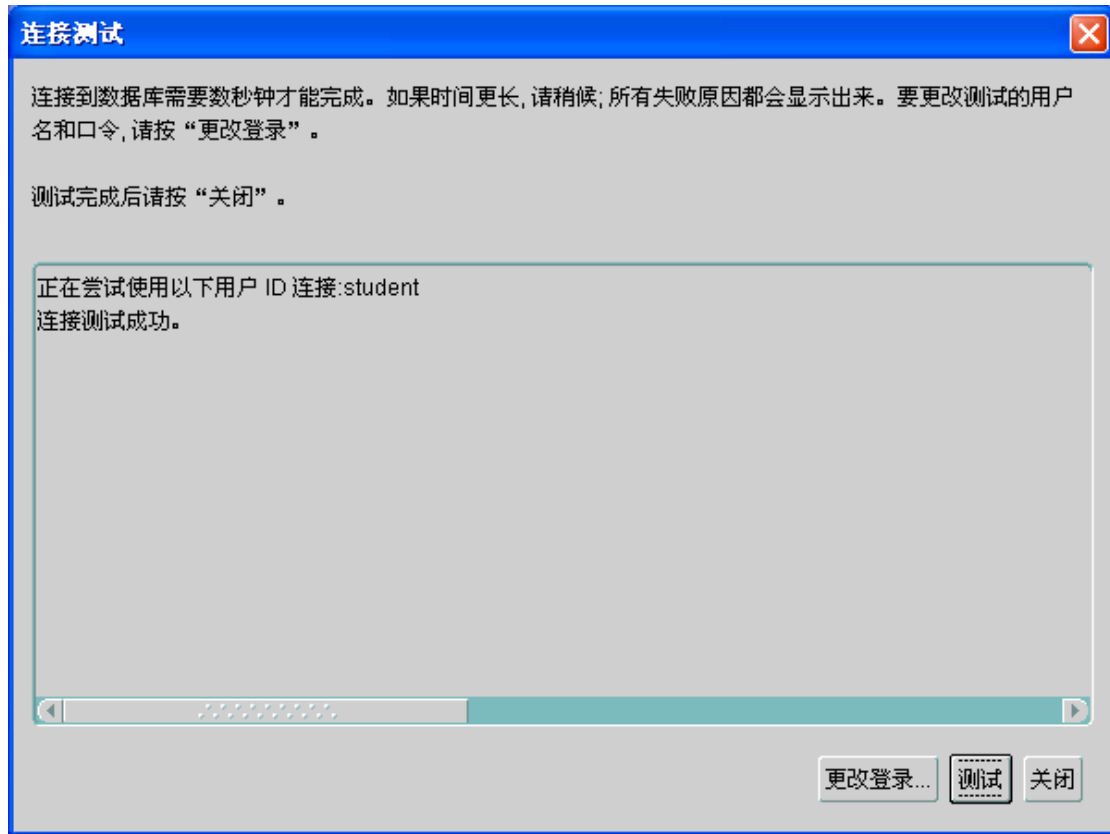 连接测试
连接到数据库需要数秒钟才能完成。如果时间更长,请稍候;所有失败原因都会显示出来。要更改测试的用户
名和口令,请按“更改登录”。
测试完成后请按“关闭”。
正在尝试使用以下用户 ID 连接:student
连接测试成功。
更改登录... 测试 关闭